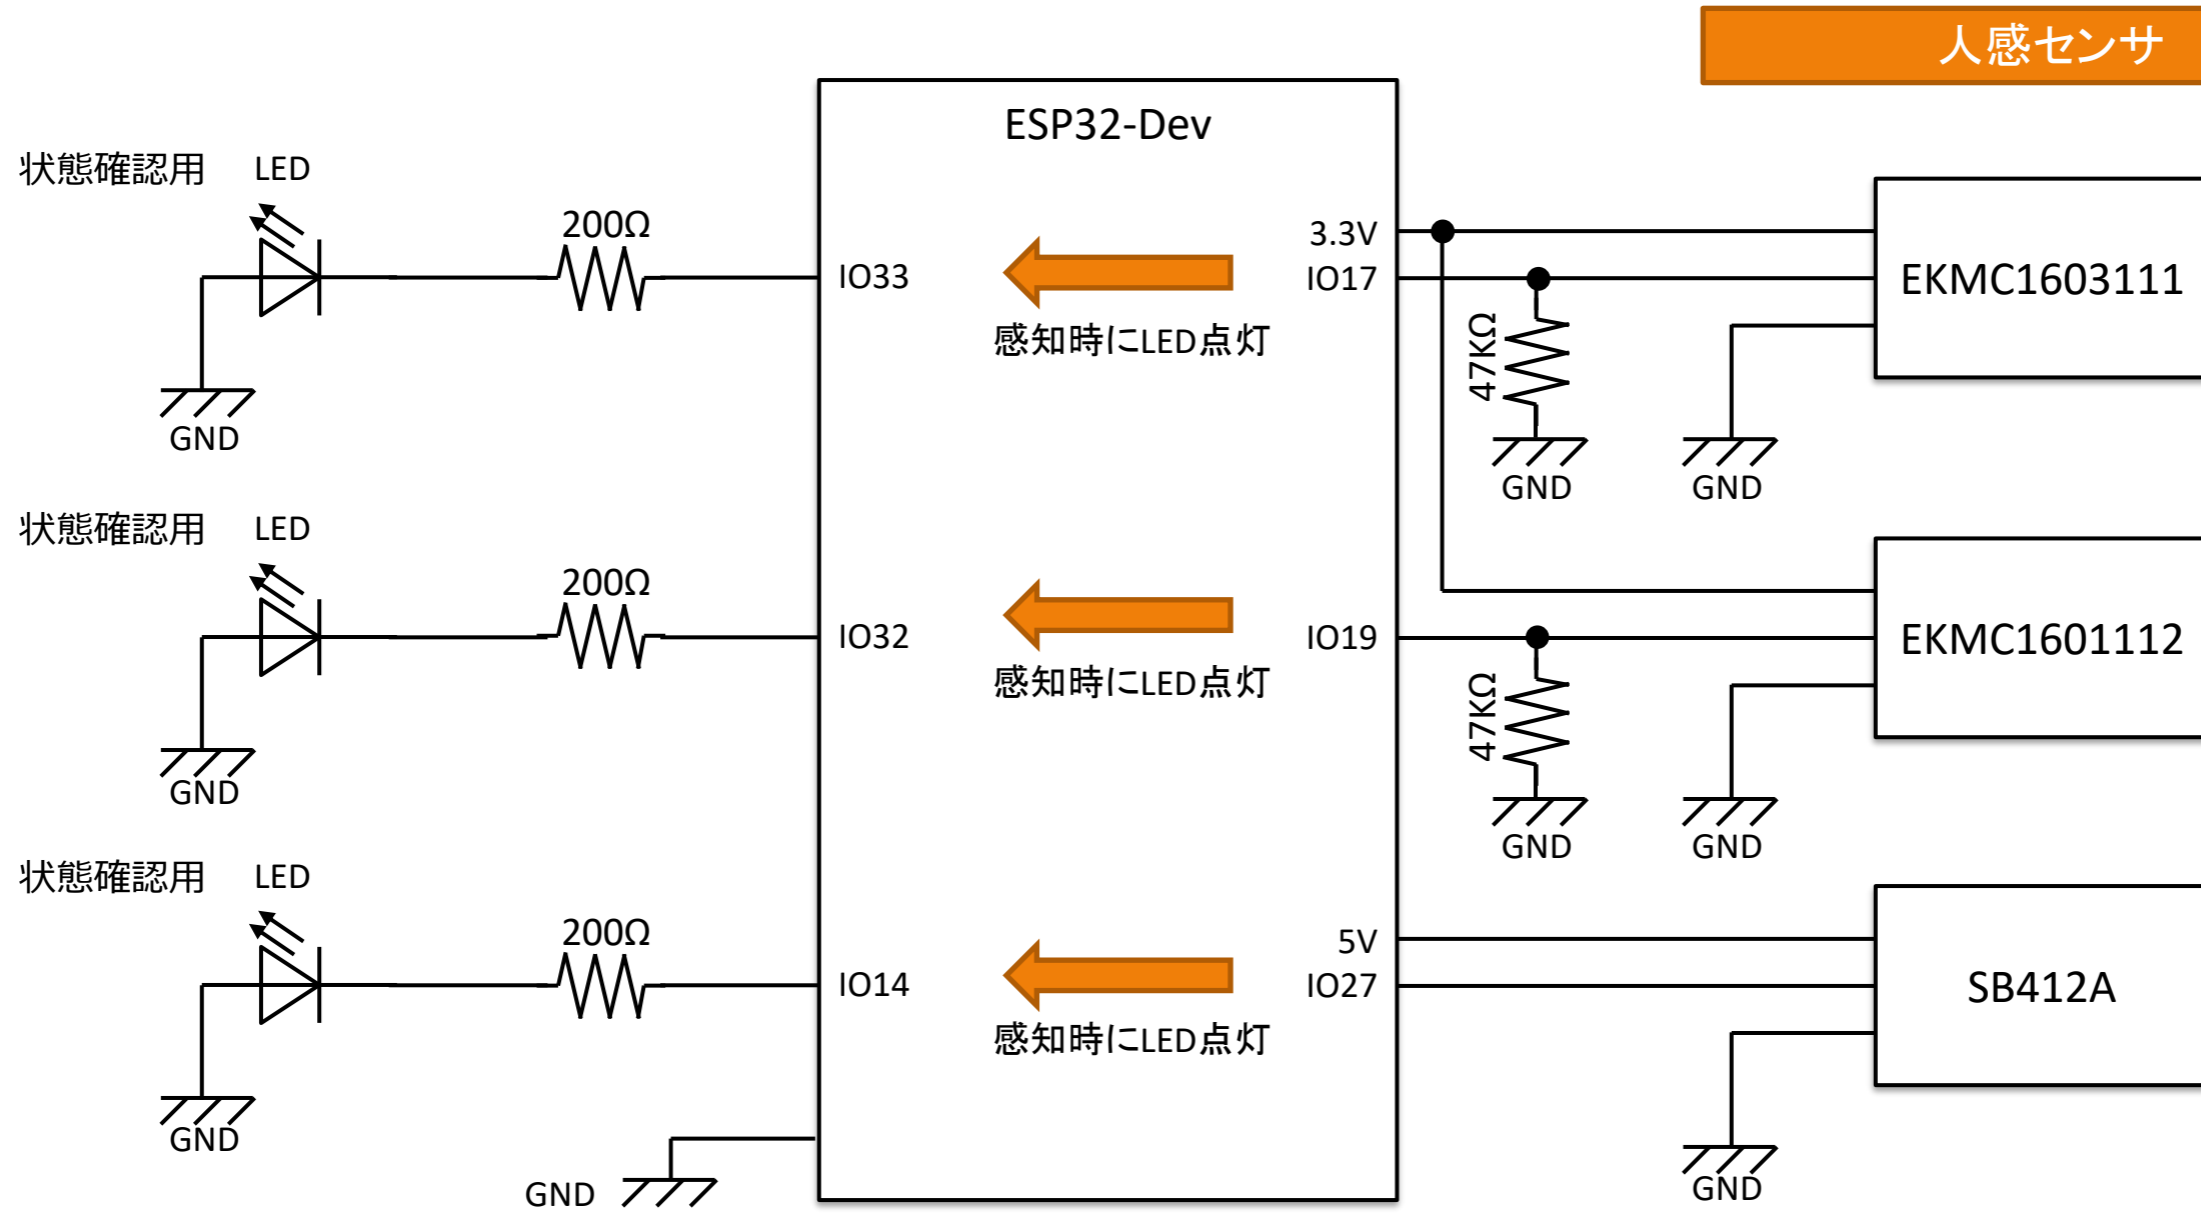 人感センサ
ESP32-Dev
状態確認用 LED
200Ω
IO33
GND
感知時にLED点灯
3.3V
IO17
47KΩ
GND
GND
EKMC1603111
状態確認用 LED
200Ω
IO32
GND
感知時にLED点灯
IO19
47KΩ
GND
GND
EKMC1601112
状態確認用 LED
200Ω
IO14
GND
感知時にLED点灯
5V
IO27
SB412A
GND
GND